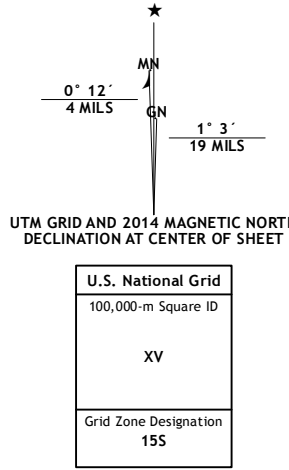 MN
0° 12´
4 MILS
GN
1° 3´
19 MILS
UTM GRID AND 2014 MAGNETIC NORT
DECLINATION AT CENTER OF SHEET
U.S. National Grid
100,000-m Square ID
XV
Grid Zone Designation
15S